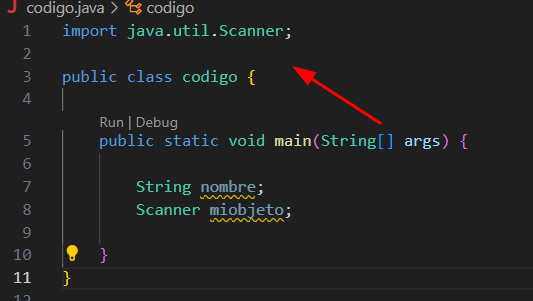 J codigo.java > codigo
1 import java.util.Scanner;
2
3 public class codigo {
4
Run | Debug
5 public static void main(String[] args) {
6
7 String nombre;
8 Scanner miobjeto;
9
10 }
11 }
12